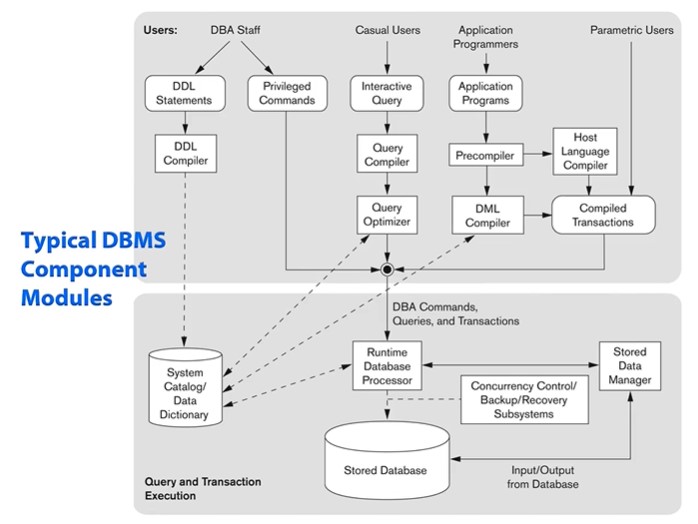 Users:
DBA Staff
Casual Users
Application
Programmers
Parametric Users
DDL
Statements
Privileged
Commands
Interactive
Query
Application
Programs
DDL
Compiler
Query
Compiler
Precompiler
Host
Language
Compiler
Query
Optimizer
DML
Compiler
Compiled
Transactions
Typical DBMS
Component
Modules
DBA Commands,
Queries, and Transactions
System
Catalog/
Data
Dictionary
Runtime
Database
Processor
Stored
Data
Manager
Concurrency Control/
Backup/Recovery
Subsystems
Stored Database
Input/Output
from Database
Query and Transaction
Execution